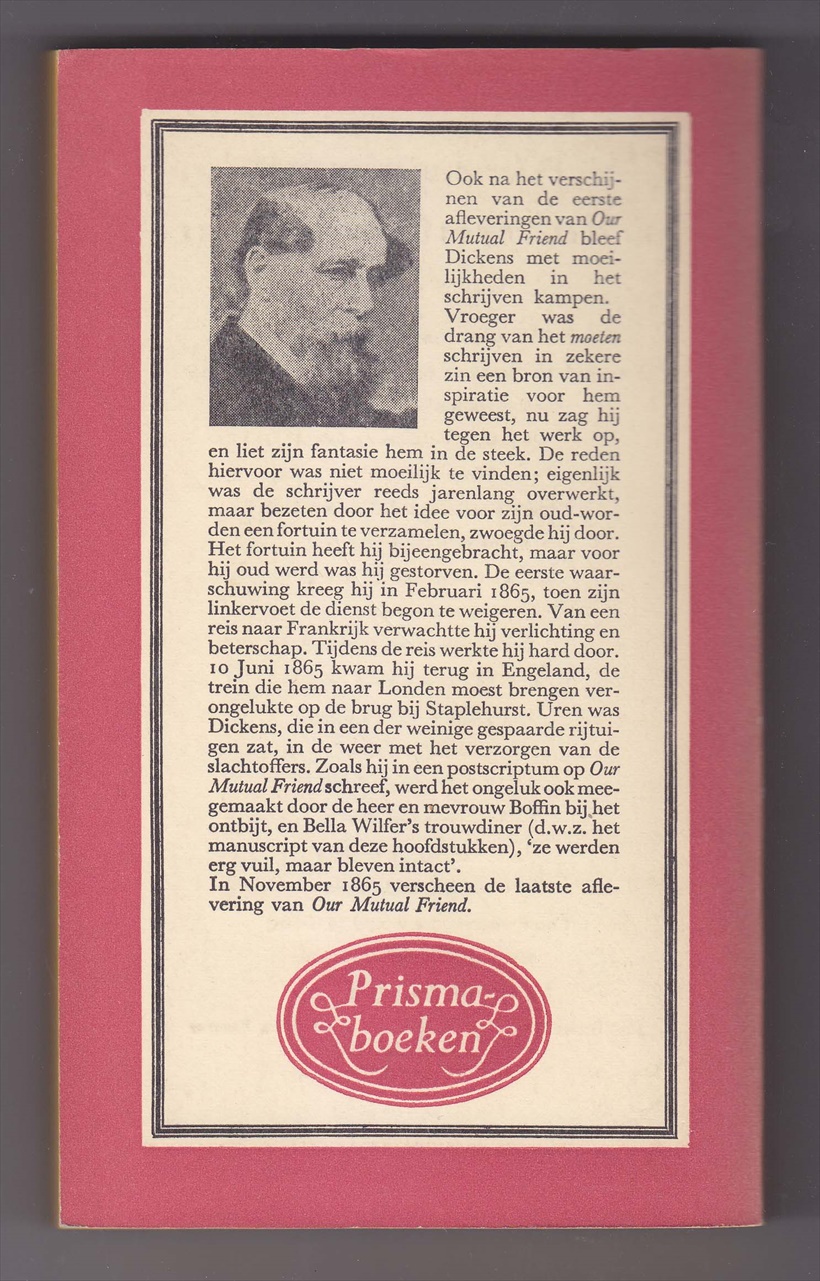 Ook na het verschij-
nen van de eerste
afleveringen van Our
Mutual Friend bleef
Dickens met moei-
lijkheden in het
schrijven kampen.
Vroeger was de
drang van het moeten
schrijven in zekere
zin een bron van in-
spiratie voor hem
geweest, nu zag hij
tegen het werk op,
en liet zijn fantasie hem in de steek. De reden
hiervoor was niet moeilijk te vinden; eigenlijk
was de schrijver reeds jarenlang overwerkt,
maar bezeten door het idee voor zijn oud-wor-
den een fortuin te verzamelen, zwoegde hij door.
Het fortuin heeft hij bijeengebracht, maar voor
hij oud werd was hij gestorven. De eerste waar-
schuwing kreeg hij in Februari 1865, toen zijn
linkervoet de dienst begon te weigeren. Van een
reis naar Frankrijk verwachtte hij verlichting en
beterschap. Tijdens de reis werkte hij hard door.
10 Juni 1865 kwam hij terug in Engeland, de
trein die hem naar Londen moest brengen ver-
ongelukte op de brug bij Staplehurst. Uren was
Dickens, die in een der weinige gespaarde rijtui-
gen zat, in de weer met het verzorgen van de
slachtoffers. Zoals hij in een postscriptum op Our
Mutual Friend schreef, werd het ongeluk ook mee-
gemaakt door de heer en mevrouw Boffin bij het
ontbijt, en Bella Wilfer's trouwdiner (d.w.z. het
manuscript van deze hoofdstukken), 'ze werden
erg vuil, maar bleven intact'.
In November 1865 verscheen de laatste afle-
vering van Our Mutual Friend.
Prisma-
boeken